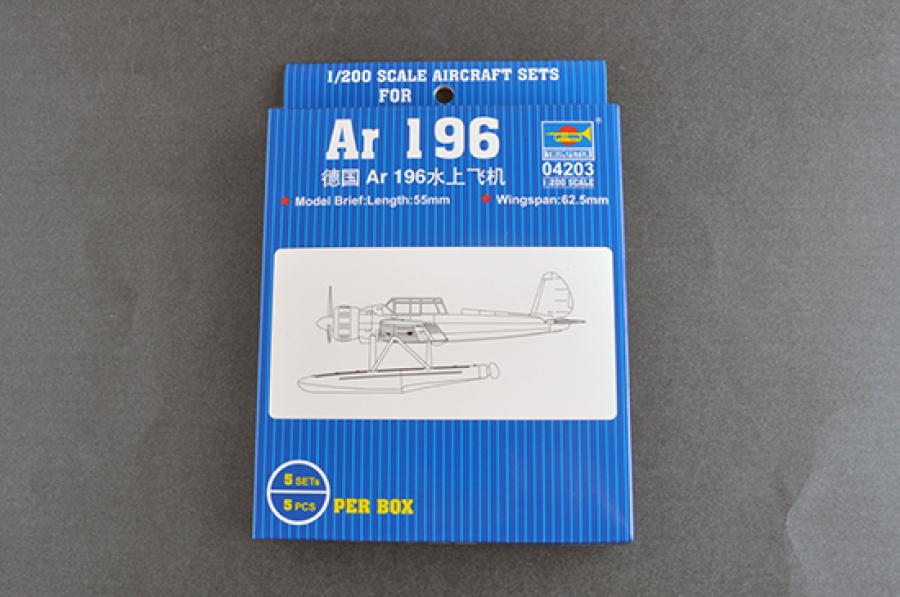 1/200 SCALE AIRCRAFT SETS
FOR
Ar 196
®
德国 Ar 196水上飞机
04203
1:200 SCALE
★ Model Brief:Length:55mm ★ Wingspan:62.5mm
5 SETs
5 PCS
PER BOX